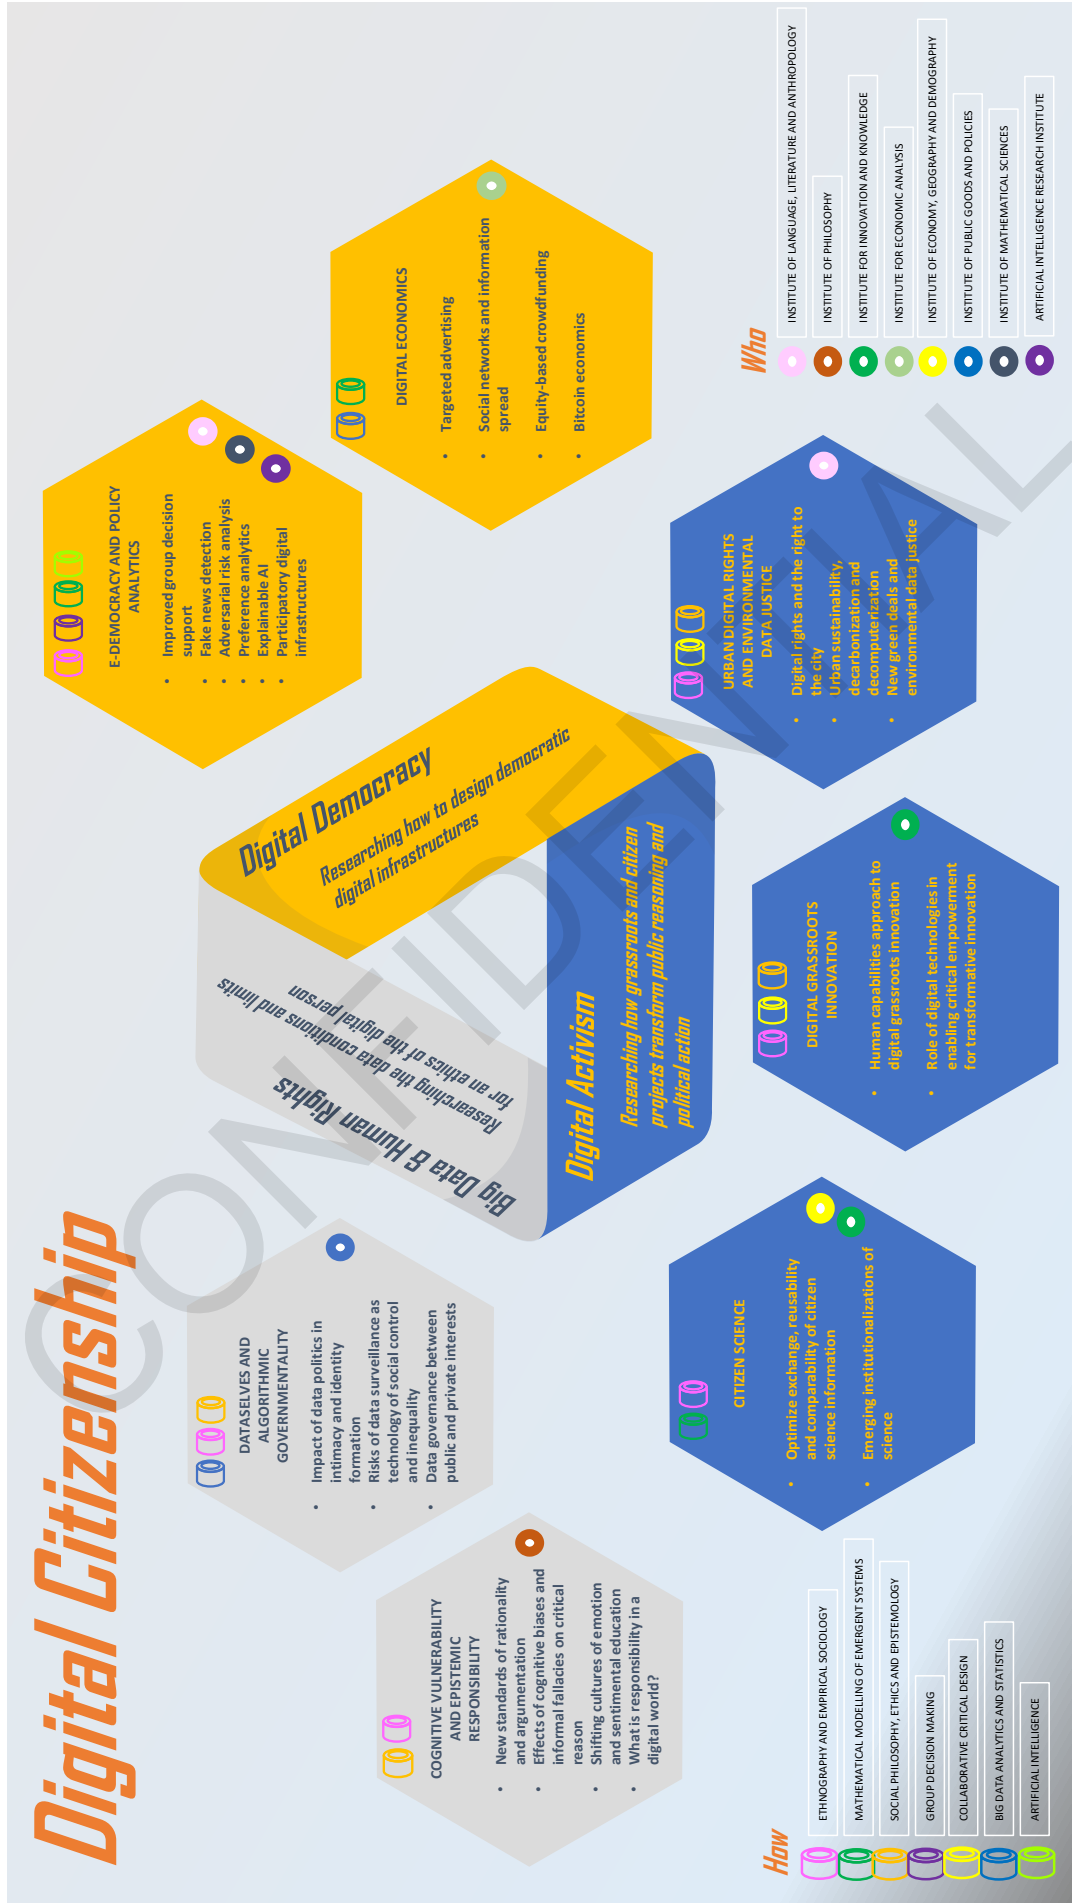 Digital Citizenship
CONFIDENTIAL
COGNITIVE VULNERABILITY
AND EPISTEMIC
RESPONSIBILITY
• New standards of rationality
and argumentation
• Effects of cognitive biases and
informal fallacies on critical
reason
• Shifting cultures of emotion
and sentimental education
• What is responsibility in a
digital world?
DATASELVES AND
ALGORITHMIC
GOVERNMENTALITY
• Impact of data politics in
intimacy and identity
formation
• Risks of data surveillance as
technology of social control
and inequality
• Data governance between
public and private interests
Big Data & Human Rights
Researching the data conditions and limits
for an ethics of the digital person
Digital Democracy
Researching how to design democratic
digital infrastructures
Digital Activism
Researching how grassroots and citizen
projects transform public reasoning and
political action
E-DEMOCRACY AND POLICY
ANALYTICS
• Improved group decision
support
• Fake news detection
• Adversarial risk analysis
• Preference analytics
• Explainable AI
• Participatory digital
infrastructures
DIGITAL ECONOMICS
• Targeted advertising
• Social networks and information
spread
• Equity-based crowdfunding
• Bitcoin economics
CITIZEN SCIENCE
• Optimize exchange, reusability
and comparability of citizen
science information
• Emerging institutionalizations of
science
DIGITAL GRASSROOTS
INNOVATION
• Human capabilities approach to
digital grassroots innovation
• Role of digital technologies in
enabling critical empowerment
for transformative innovation
URBAN DIGITAL RIGHTS
AND ENVIRONMENTAL
DATA JUSTICE
• Digital rights and the right to
the city
• Urban sustainability,
decarbonization and
decomputerization
• New green deals and
environmental data justice
How
ETHNOGRAPHY AND EMPIRICAL SOCIOLOGY
MATHEMATICAL MODELLING OF EMERGENT SYSTEMS
SOCIAL PHILOSOPHY, ETHICS AND EPISTEMOLOGY
GROUP DECISION MAKING
COLLABORATIVE CRITICAL DESIGN
BIG DATA ANALYTICS AND STATISTICS
ARTIFICIAL INTELLIGENCE
Who
INSTITUTE OF LANGUAGE, LITERATURE AND ANTHROPOLOGY
INSTITUTE OF PHILOSOPHY
INSTITUTE FOR INNOVATION AND KNOWLEDGE
INSTITUTE FOR ECONOMIC ANALYSIS
INSTITUTE OF ECONOMY, GEOGRAPHY AND DEMOGRAPHY
INSTITUTE OF PUBLIC GOODS AND POLICIES
INSTITUTE OF MATHEMATICAL SCIENCES
ARTIFICIAL INTELLIGENCE RESEARCH INSTITUTE